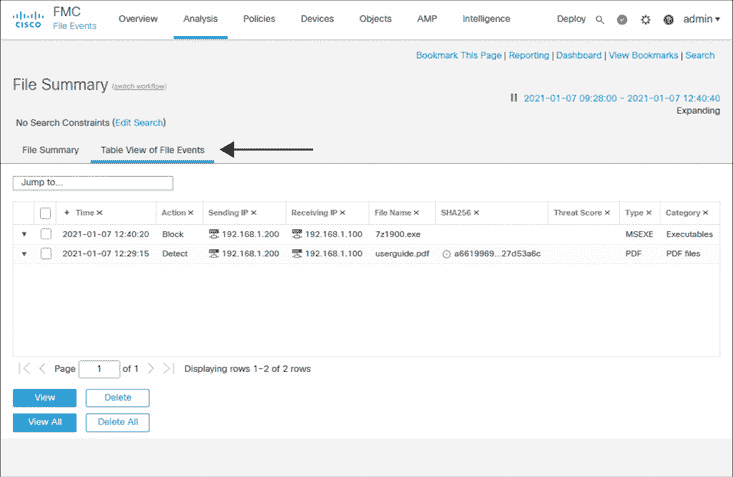 CISCO
FMC
File Events
Overview Analysis Policies Devices Objects AMP Intelligence Deploy admin
Bookmark This Page | Reporting | Dashboard | View Bookmarks | Search
File Summary (switch workflow)
2021-01-07 09:28:00 - 2021-01-07 12:40:40
Expanding
No Search Constraints (Edit Search)
File Summary Table View of File Events
Jump to...
Time × Action × Sending IP × Receiving IP × File Name × SHA256 × Threat Score × Type × Category ×
2021-01-07 12:40:20 Block 192.168.1.200 192.168.1.100 7z1900.exe MSEXE Executables
2021-01-07 12:29:15 Detect 192.168.1.200 192.168.1.100 userguide.pdf a6619969...27d53a6c PDF PDF files
Page 1 of 1 Displaying rows 1-2 of 2 rows
View Delete
View All Delete All